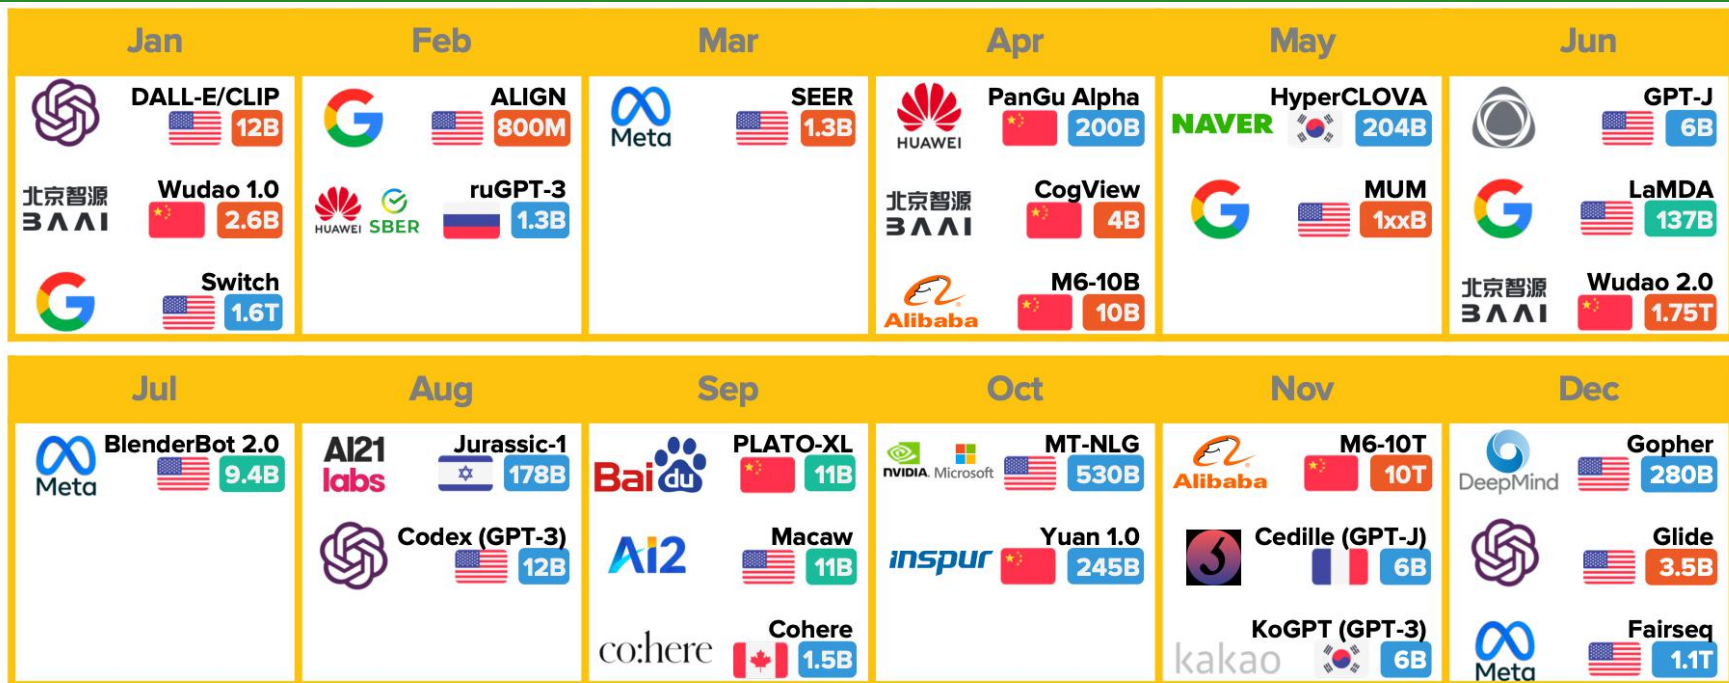 Jan
Feb
Mar
Apr
May
Jun
DALL-E/CLIP
12B
北京智源
BAAI
Wudao 1.0
2.6B
Switch
1.6T
ALIGN
800M
HUAWEI
SBER
ruGPT-3
1.3B
Meta
SEER
1.3B
HUAWEI
PanGu Alpha
200B
北京智源
BAAI
CogView
4B
Alibaba
M6-10B
10B
NAVER
HyperCLOVA
204B
MUM
1xxB
GPT-J
6B
LaMDA
137B
北京智源
BAAI
Wudao 2.0
1.75T
Jul
Aug
Sep
Oct
Nov
Dec
Meta
BlenderBot 2.0
9.4B
AI21
labs
Jurassic-1
178B
Codex (GPT-3)
12B
Baidu
PLATO-XL
11B
Ai2
Macaw
11B
co:here
Cohere
1.5B
NVIDIA.
Microsoft
MT-NLG
530B
inspur
Yuan 1.0
245B
Alibaba
M6-10T
10T
Cedille (GPT-J)
6B
kakao
KoGPT (GPT-3)
6B
DeepMind
Gopher
280B
Glide
3.5B
Meta
Fairseq
1.1T